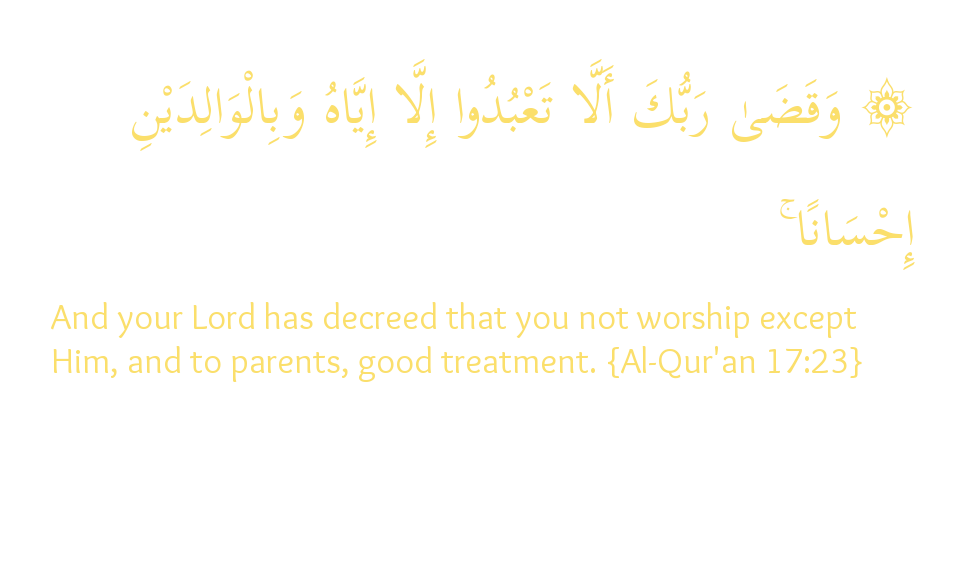 ۞ وَقَضَىٰ رَبُّكَ أَلَّا تَعْبُدُوا إِلَّا إِيَّاهُ وَبِالْوَالِدَيْنِ
إِحْسَانًا ۚ
And your Lord has decreed that you not worship except
Him, and to parents, good treatment. {Al-Qur'an 17:23}